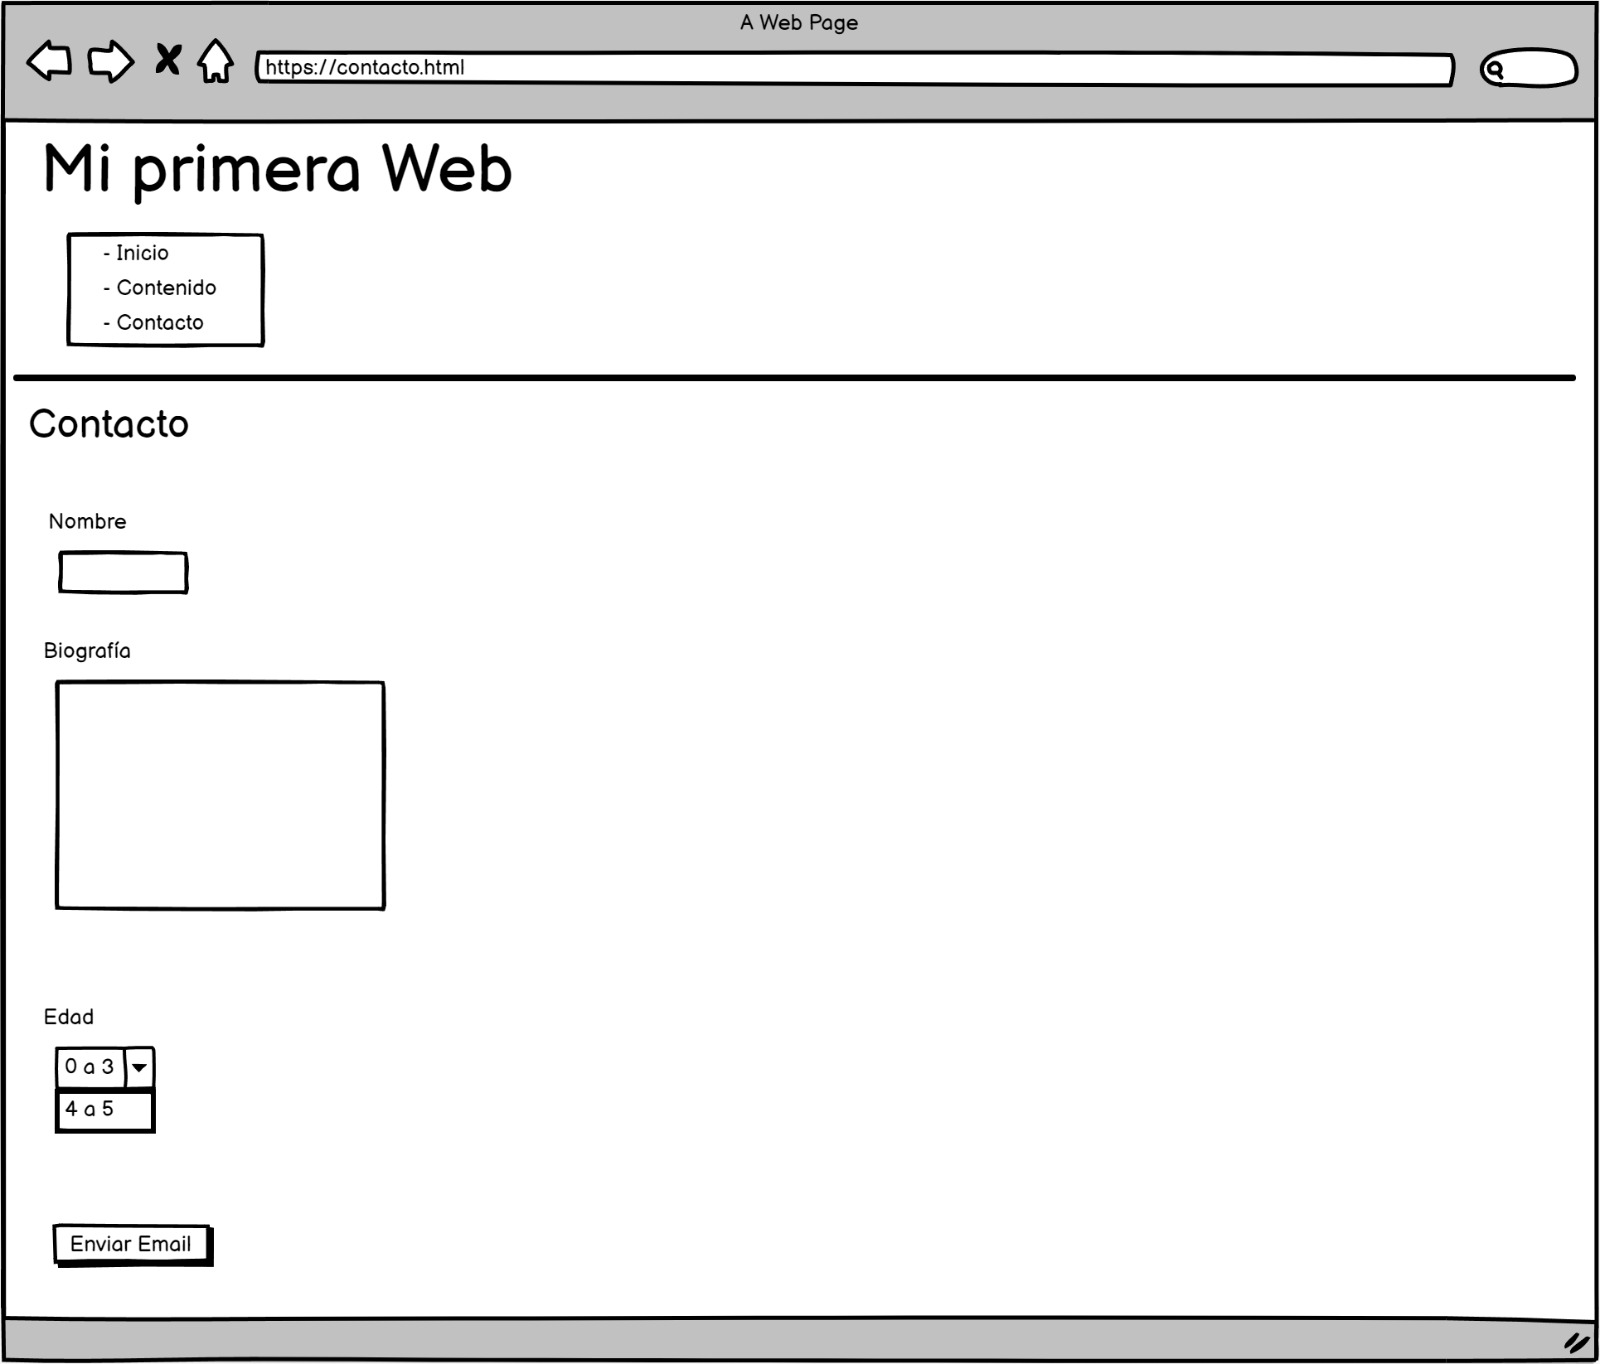 A Web Page
https://contacto.html
Mi primera Web
- Inicio
- Contenido
- Contacto
Contacto
Nombre
Biografía
Edad
0 a 3
4 a 5
Enviar Email